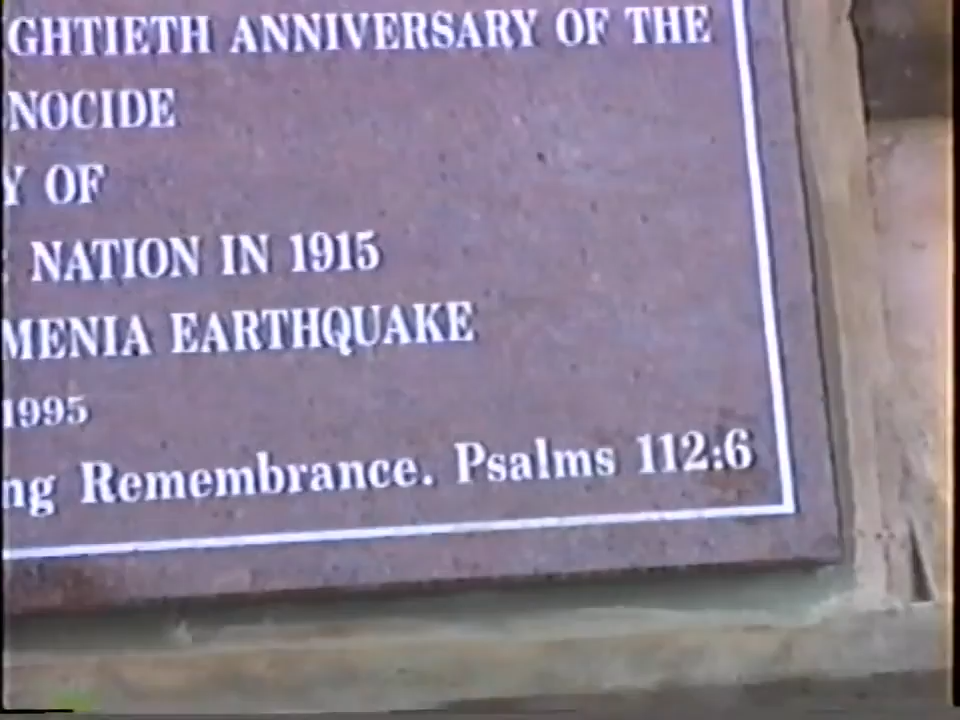 GHTIETH ANNIVERSARY OF THE
NOCIDE
Y OF
NATION IN 1915
MENIA EARTHQUAKE
1995
ng Remembrance. Psalms 112:6